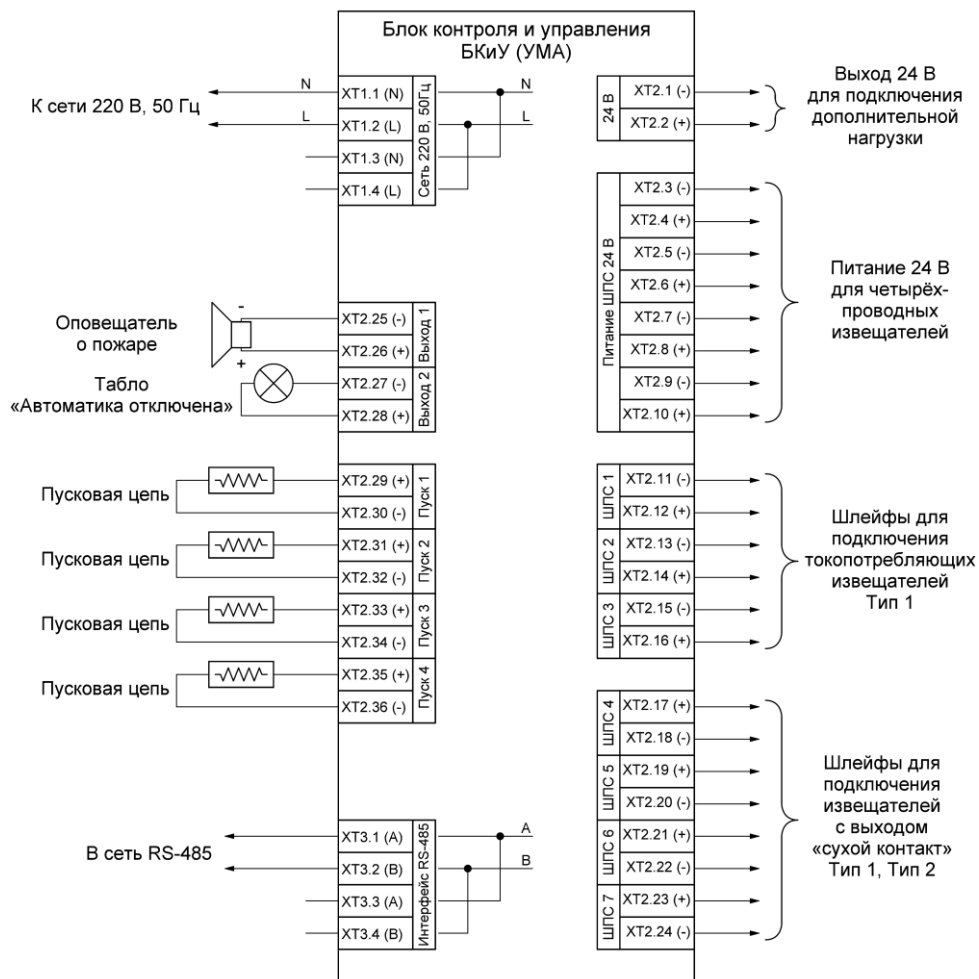 Блок контроля и управления
БКиУ (УМА)
К сети 220 В, 50 Гц
N
L
XT1.1 (N)
XT1.2 (L)
XT1.3 (N)
XT1.4 (L)
Сеть 220 В, 50Гц
N
L
24 В
XT2.1 (-)
XT2.2 (+)
Выход 24 В
для подключения
дополнительной
нагрузки
Питание ШПС 24 В
XT2.3 (-)
XT2.4 (+)
XT2.5 (-)
XT2.6 (+)
XT2.7 (-)
XT2.8 (+)
XT2.9 (-)
XT2.10 (+)
Питание 24 В
для четырёх-
проводных
извещателей
Оповещатель
о пожаре
-
+
Табло
«Автоматика отключена»
XT2.25 (-)
XT2.26 (+)
XT2.27 (-)
XT2.28 (+)
Выход 1
Выход 2
Пусковая цепь
XT2.29 (+)
XT2.30 (-)
Пуск 1
Пусковая цепь
XT2.31 (+)
XT2.32 (-)
Пуск 2
Пусковая цепь
XT2.33 (+)
XT2.34 (-)
Пуск 3
Пусковая цепь
XT2.35 (+)
XT2.36 (-)
Пуск 4
ШПС 1
XT2.11 (-)
XT2.12 (+)
ШПС 2
XT2.13 (-)
XT2.14 (+)
ШПС 3
XT2.15 (-)
XT2.16 (+)
Шлейфы для
подключения
токопотребляющих
извещателей
Тип 1
ШПС 4
XT2.17 (+)
XT2.18 (-)
ШПС 5
XT2.19 (+)
XT2.20 (-)
ШПС 6
XT2.21 (+)
XT2.22 (-)
ШПС 7
XT2.23 (+)
XT2.24 (-)
Шлейфы для
подключения
извещателей
с выходом
«сухой контакт»
Тип 1, Тип 2
В сеть RS-485
XT3.1 (A)
XT3.2 (B)
XT3.3 (A)
XT3.4 (B)
Интерфейс RS-485
A
B